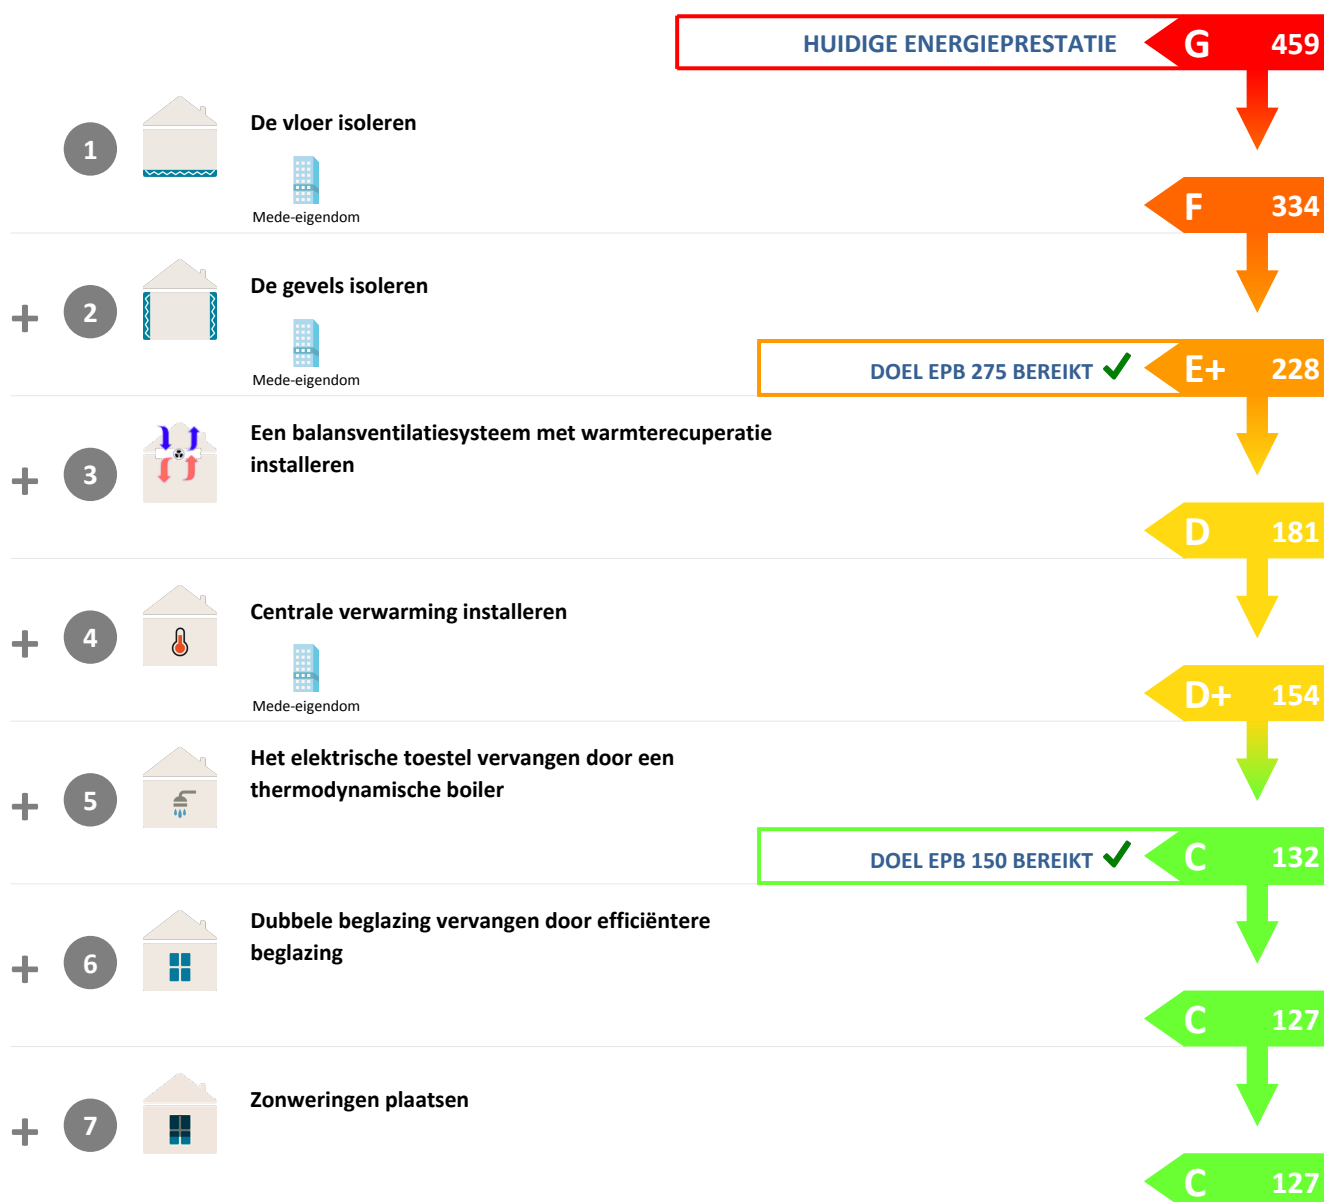 HUIDIGE ENERGIEPRESTATIE G 459
1 De vloer isoleren
Mede-eigendom
F 334
+ 2 De gevels isoleren
Mede-eigendom
DOEL EPB 275 BEREIKT E+ 228
+ 3 Een balansventilatiesysteem met warmterecuperatie
installeren
D 181
+ 4 Centrale verwarming installeren
Mede-eigendom
D+ 154
+ 5 Het elektrische toestel vervangen door een
thermodynamische boiler
DOEL EPB 150 BEREIKT C 132
+ 6 Dubbele beglazing vervangen door efficiëntere
beglazing
C 127
+ 7 Zonweringen plaatsen
C 127